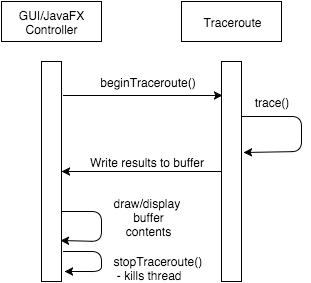 GUI/JavaFX
Controller
Traceroute
beginTraceroute()
trace()
Write results to buffer
draw/display
buffer
contents
stopTraceroute()
- kills thread